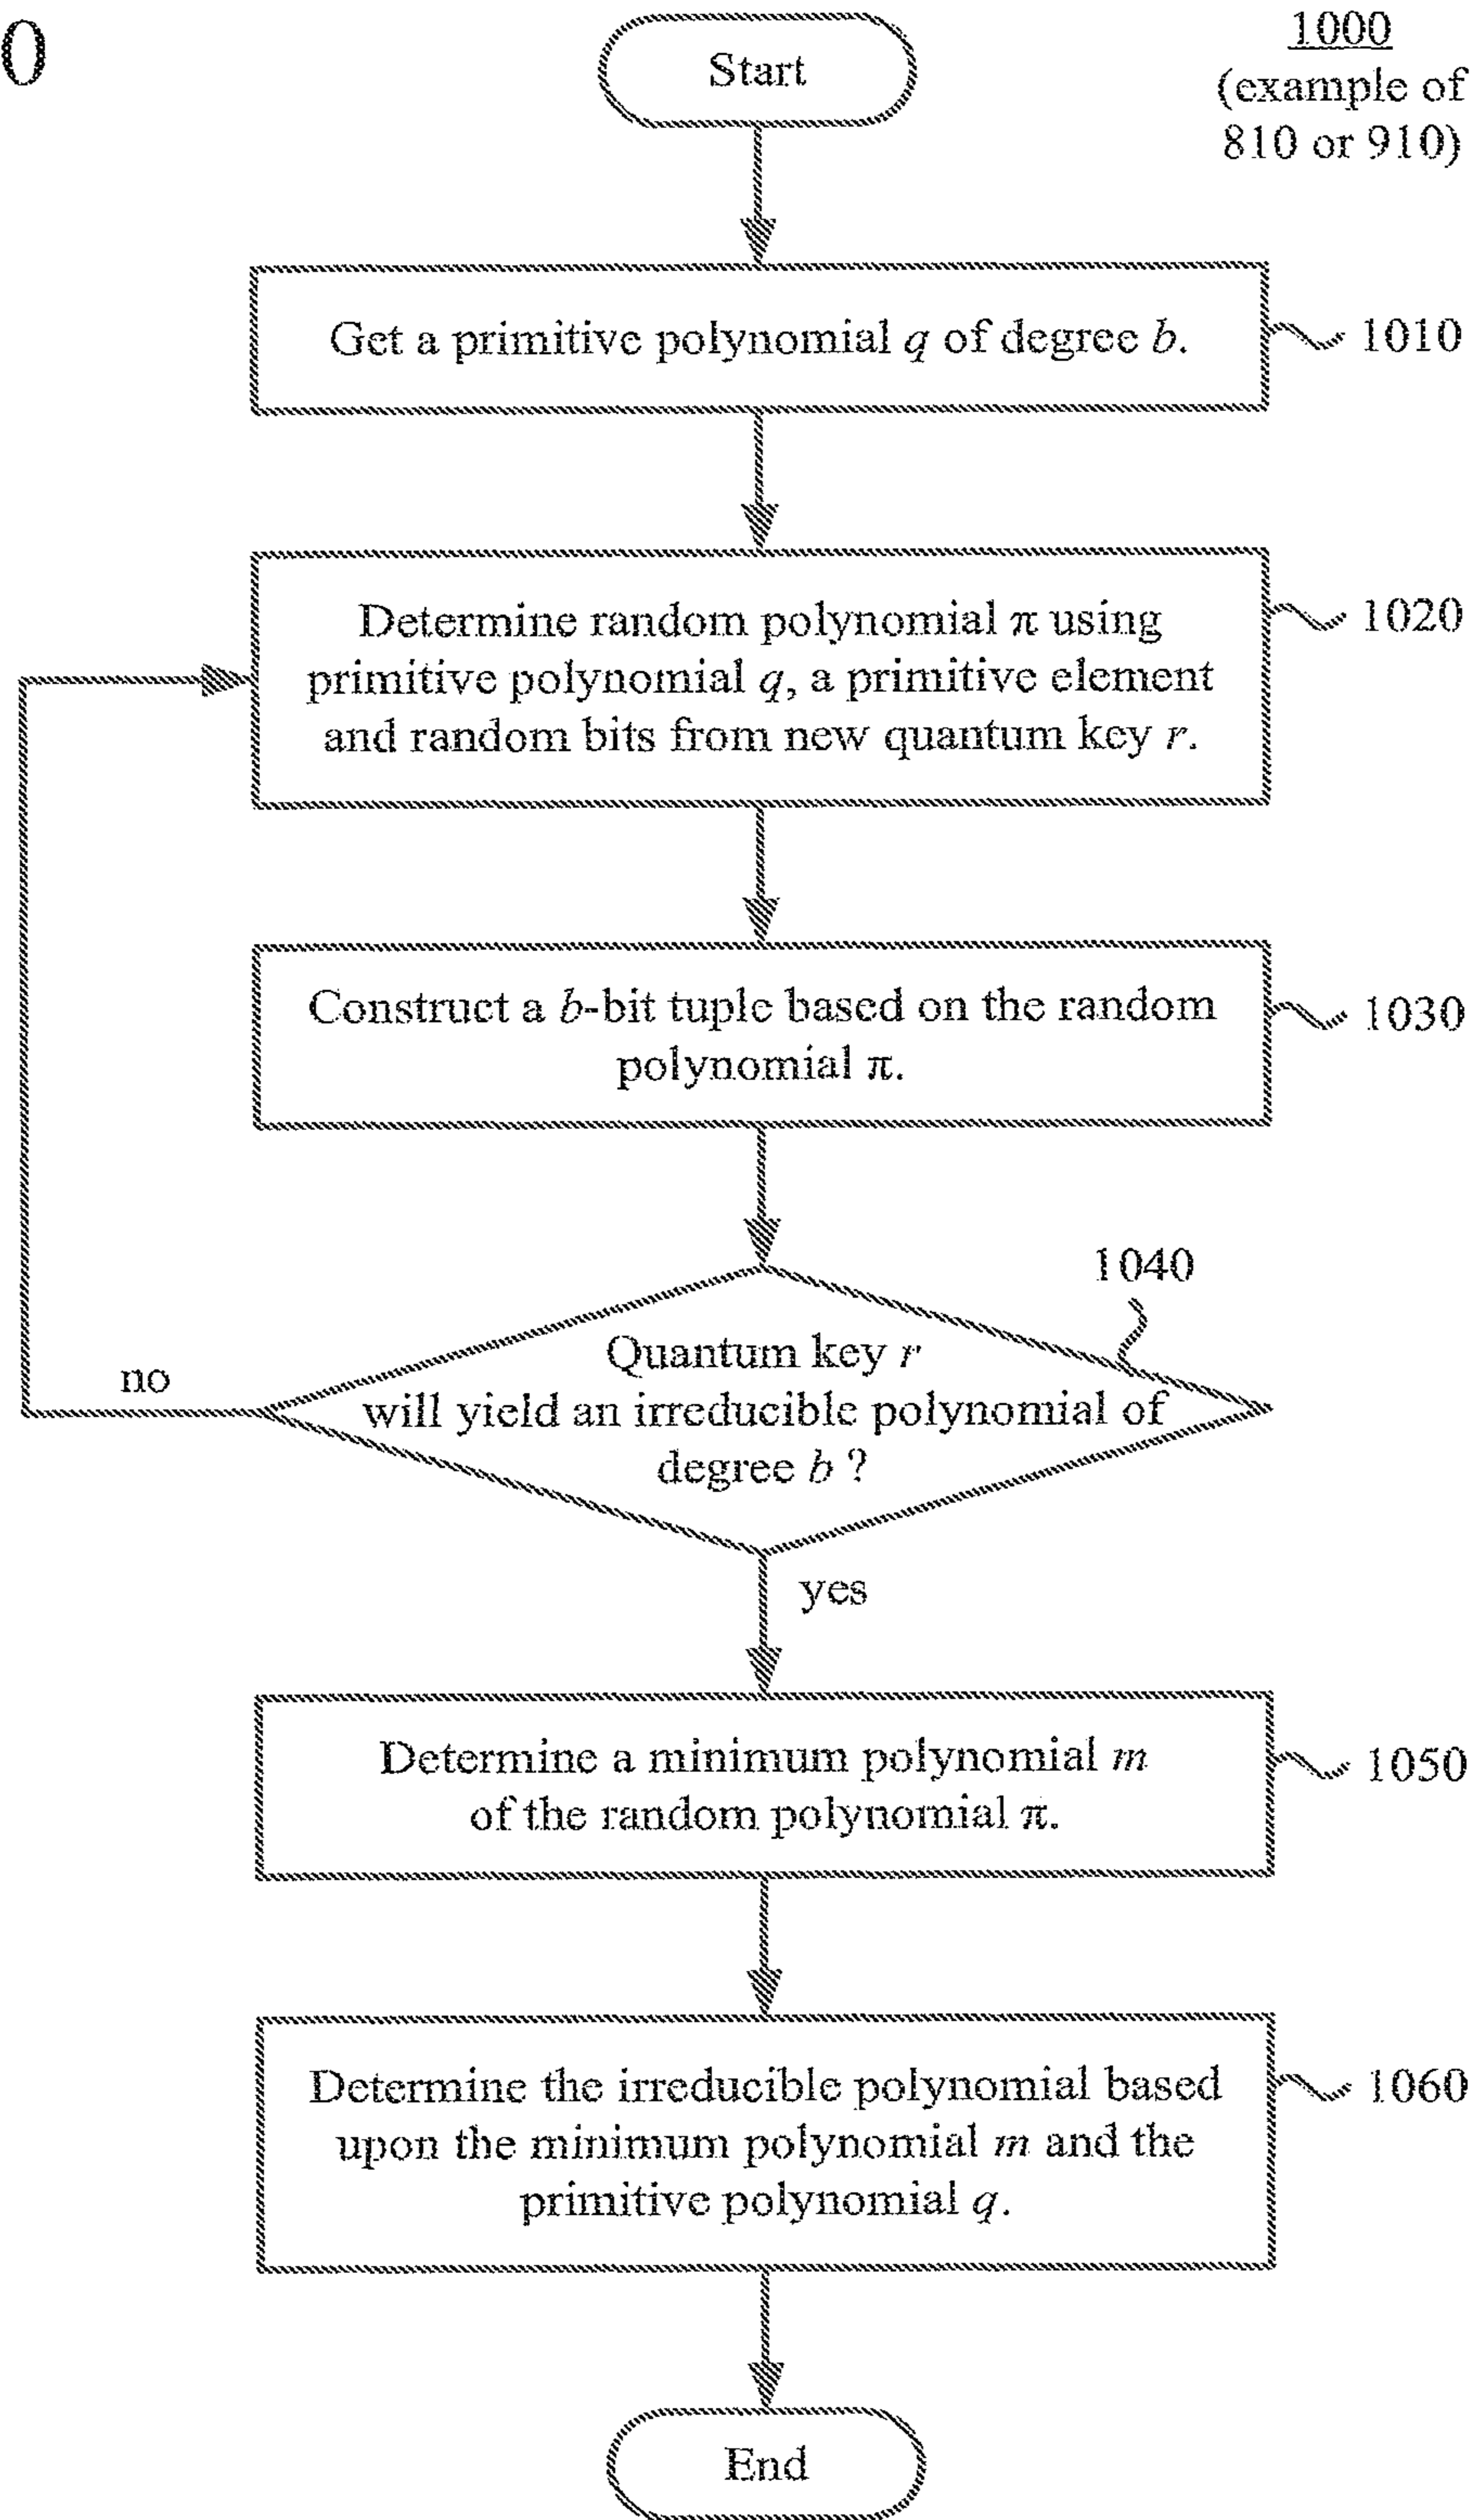 0
1000
(example of
810 or 910)
Start
Get a primitive polynomial q of degree b.
1010
Determine random polynomial π using
primitive polynomial q, a primitive element
and random bits from new quantum key r.
1020
Construct a b-bit tuple based on the random
polynomial π.
1030
1040
Quantum key r
will yield an irreducible polynomial of
degree b ?
no
yes
Determine a minimum polynomial m
of the random polynomial π.
1050
Determine the irreducible polynomial based
upon the minimum polynomial m and the
primitive polynomial q.
1060
End